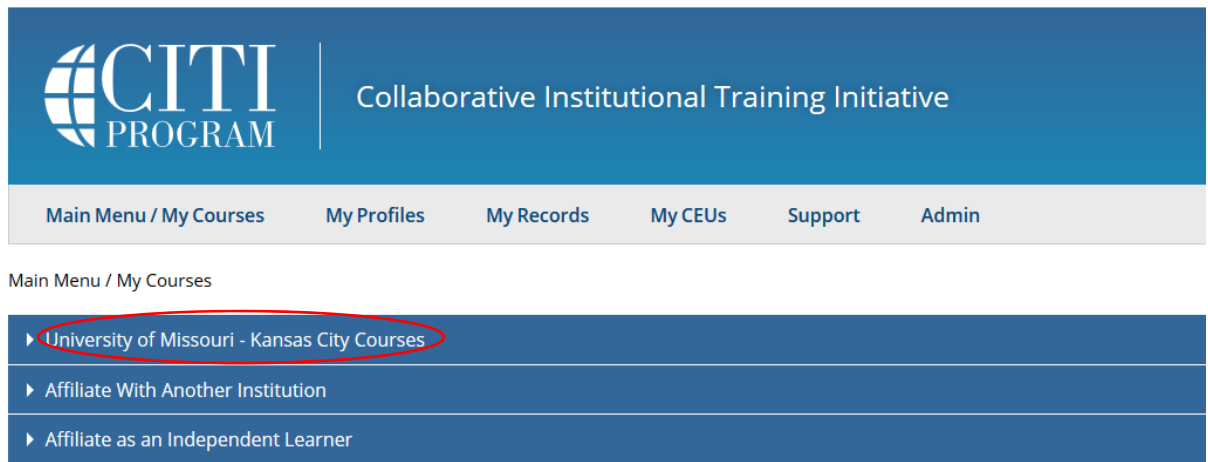 CITI
PROGRAM
Collaborative Institutional Training Initiative
Main Menu / My Courses My Profiles My Records My CEUs Support Admin
Main Menu / My Courses
University of Missouri - Kansas City Courses
Affiliate With Another Institution
Affiliate as an Independent Learner